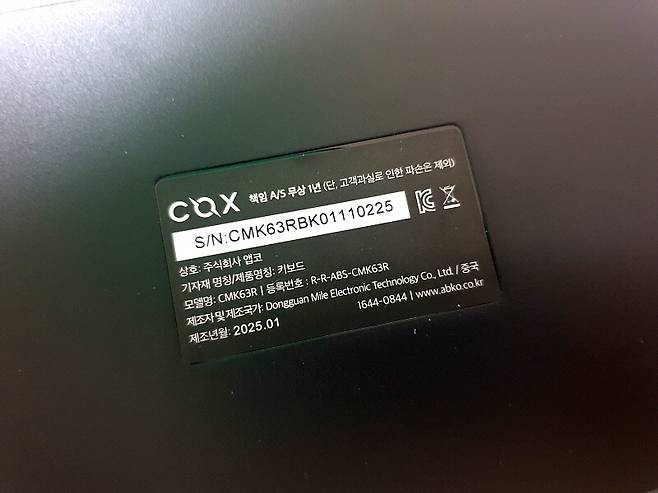 COX 책임 A/S 무상 1년 (단, 고객과실로 인한 파손은 제외)
S/N:CMK63RBK01110225
상호: 주식회사 앱코
기자재 명칭/제품명칭: 키보드
모델명: CMK63R | 등록번호 : R-R-ABS-CMK63R
제조자 및 제조국가: Dongguan Mile Electronic Technology Co., Ltd. / 중국
제조년월: 2025.01
1644-0844 | www.abko.co.kr